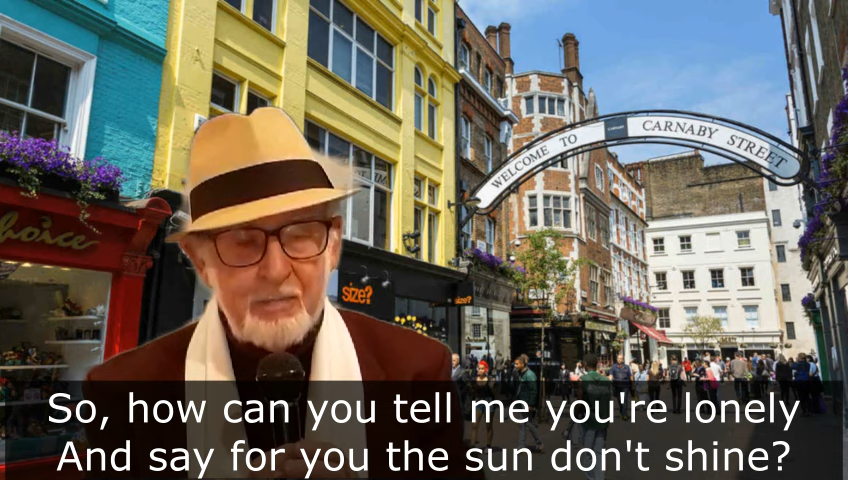 WELCOME TO CARNABY STREET
choice
size?
size?
So, how can you tell me you're lonely
And say for you the sun don't shine?